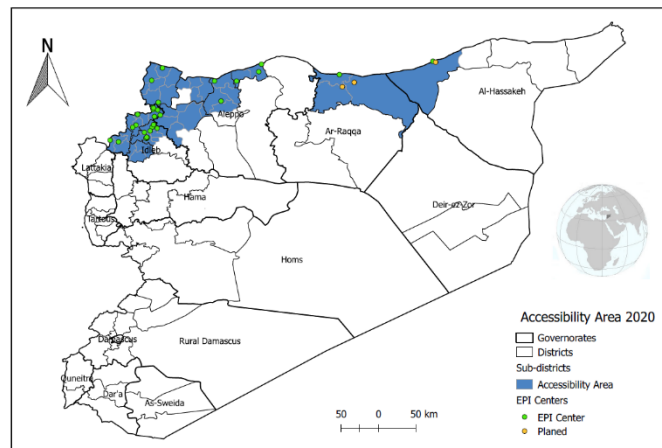 N
Al-Hassakeh
Aleppo
Ar-Raqqa
Idleb
Lattakia
Hama
Deir-ez-Zor
Tartous
Homs
Damascus
Rural Damascus
Quneitra
Dar'a
As-Sweida
50 0 50 km
Accessibility Area 2020
Governorates
Districts
Sub-districts
Accessibility Area
EPI Centers
EPI Center
Planed